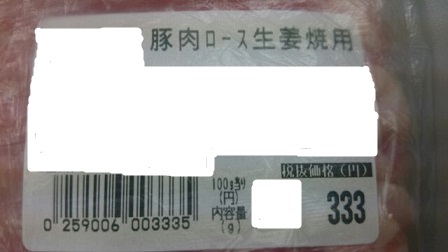 豚肉ロース生姜焼用
100g当り
(円)
内容量
(g)
税抜価格(円)
333
0 259006 003335